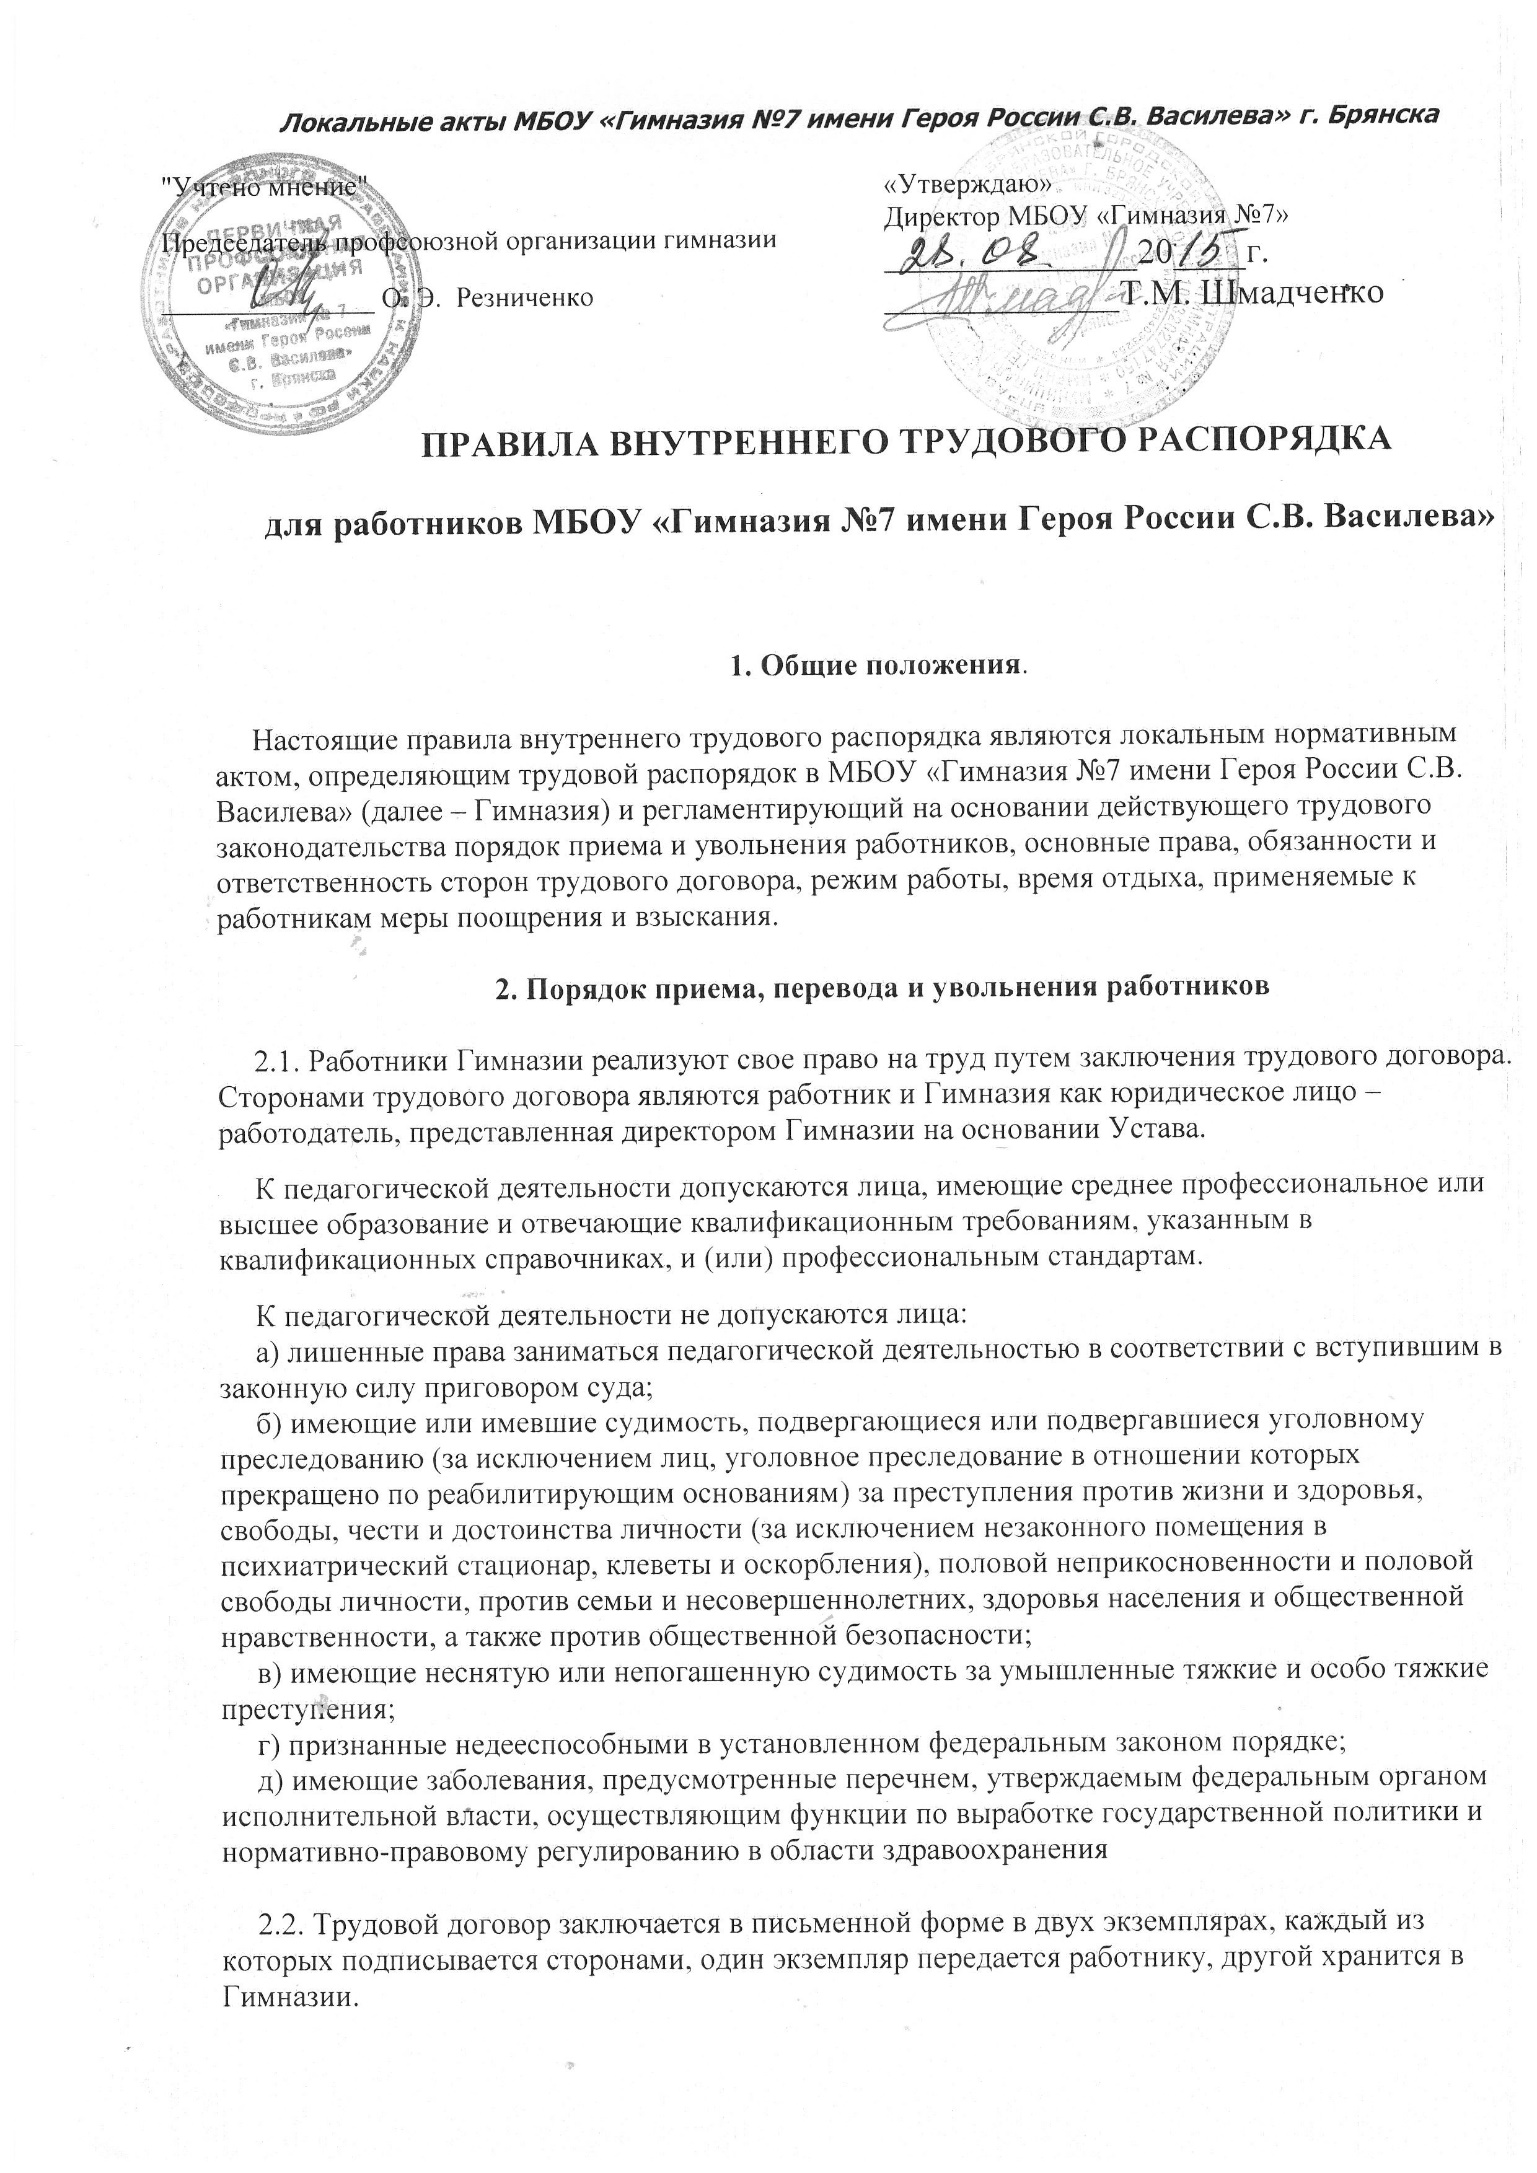 Локальные акты МБОУ «Гимназия №7 имени Героя России С.В. Василева» г. Брянска
"Учтено мнение"
Председатель профсоюзной организации гимназии
О. Э. Резниченко
ПЕРВИЧНАЯ
ПРОФСОЮЗНАЯ
ОРГАНИЗАЦИЯ
МБОУ
«Гимназия № 7
имени Героя России
С.В. Василева»
г. Брянска
«Утверждаю»
Директор МБОУ «Гимназия №7»
28. 08. 2015 г.
Т.М. Шмадченко
ПРАВИЛА ВНУТРЕННЕГО ТРУДОВОГО РАСПОРЯДКА
для работников МБОУ «Гимназия №7 имени Героя России С.В. Василева»
1. Общие положения.
Настоящие правила внутреннего трудового распорядка являются локальным нормативным
актом, определяющим трудовой распорядок в МБОУ «Гимназия №7 имени Героя России С.В.
Василева» (далее – Гимназия) и регламентирующий на основании действующего трудового
законодательства порядок приема и увольнения работников, основные права, обязанности и
ответственность сторон трудового договора, режим работы, время отдыха, применяемые к
работникам меры поощрения и взыскания.
2. Порядок приема, перевода и увольнения работников
2.1. Работники Гимназии реализуют свое право на труд путем заключения трудового договора.
Сторонами трудового договора являются работник и Гимназия как юридическое лицо –
работодатель, представленная директором Гимназии на основании Устава.
К педагогической деятельности допускаются лица, имеющие среднее профессиональное или
высшее образование и отвечающие квалификационным требованиям, указанным в
квалификационных справочниках, и (или) профессиональным стандартам.
К педагогической деятельности не допускаются лица:
а) лишенные права заниматься педагогической деятельностью в соответствии с вступившим в
законную силу приговором суда;
б) имеющие или имевшие судимость, подвергающиеся или подвергавшиеся уголовному
преследованию (за исключением лиц, уголовное преследование в отношении которых
прекращено по реабилитирующим основаниям) за преступления против жизни и здоровья,
свободы, чести и достоинства личности (за исключением незаконного помещения в
психиатрический стационар, клеветы и оскорбления), половой неприкосновенности и половой
свободы личности, против семьи и несовершеннолетних, здоровья населения и общественной
нравственности, а также против общественной безопасности;
в) имеющие неснятую или непогашенную судимость за умышленные тяжкие и особо тяжкие
преступления;
г) признанные недееспособными в установленном федеральным законом порядке;
д) имеющие заболевания, предусмотренные перечнем, утверждаемым федеральным органом
исполнительной власти, осуществляющим функции по выработке государственной политики и
нормативно-правовому регулированию в области здравоохранения
2.2. Трудовой договор заключается в письменной форме в двух экземплярах, каждый из
которых подписывается сторонами, один экземпляр передается работнику, другой хранится в
Гимназии.